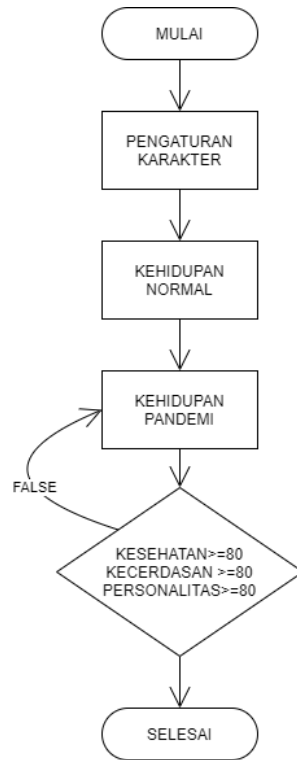 MULAI
PENGATURAN
KARAKTER
KEHIDUPAN
NORMAL
KEHIDUPAN
PANDEMI
FALSE
KESEHATAN>=80
KECERDASAN >=80
PERSONALITAS>=80
SELESAI